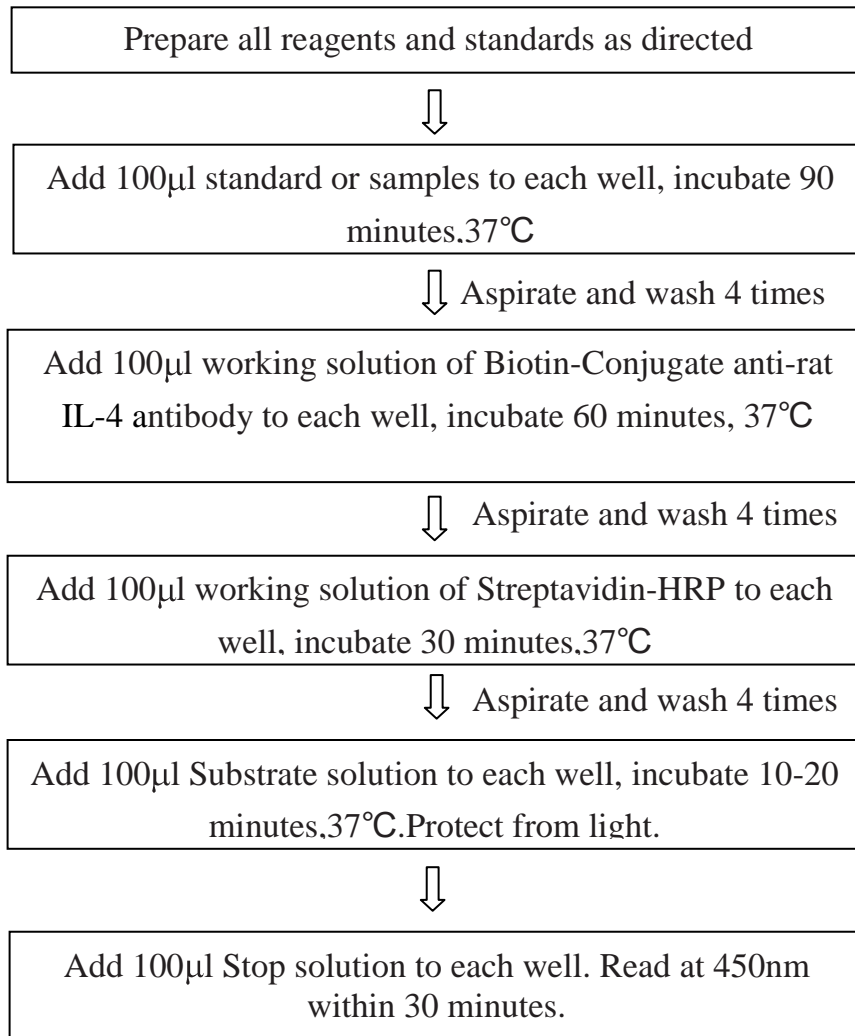 Prepare all reagents and standards as directed
Add 100μl standard or samples to each well, incubate 90
minutes,37℃
Aspirate and wash 4 times
Add 100μl working solution of Biotin-Conjugate anti-rat
IL-4 antibody to each well, incubate 60 minutes, 37℃
Aspirate and wash 4 times
Add 100μl working solution of Streptavidin-HRP to each
well, incubate 30 minutes,37℃
Aspirate and wash 4 times
Add 100μl Substrate solution to each well, incubate 10-20
minutes,37℃.Protect from light.
Add 100μl Stop solution to each well. Read at 450nm
within 30 minutes.